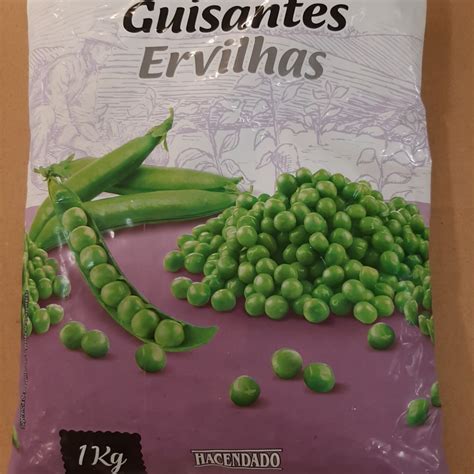 Guisantes
Ervilhas
1Kg
HACENDADO